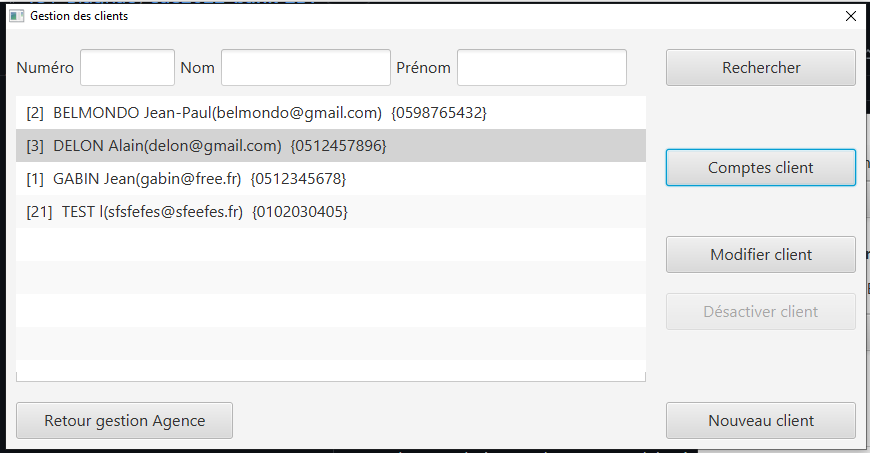 Gestion des clients
Numéro Nom Prénom Rechercher
[2] BELMONDO Jean-Paul(belmondo@gmail.com) {0598765432}
[3] DELON Alain(delon@gmail.com) {0512457896}
Comptes client
[1] GABIN Jean(gabin@free.fr) {0512345678}
[21] TEST l(sfsfefes@sfeefes.fr) {0102030405}
Modifier client
Désactiver client
Retour gestion Agence Nouveau client